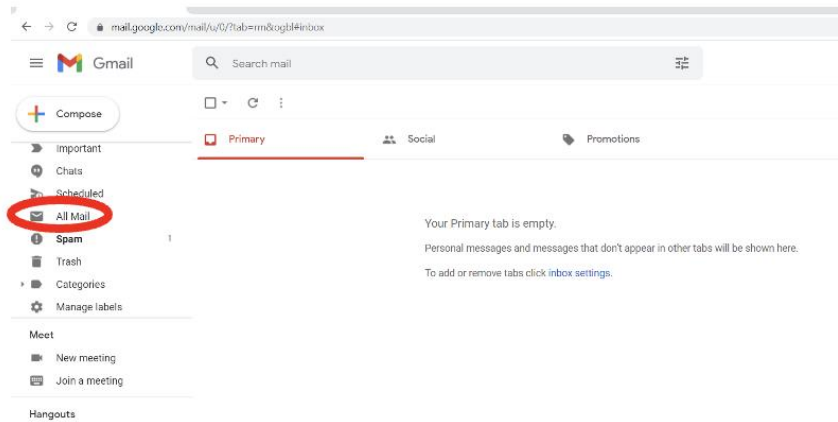 mail.google.com/mail/u/0/?tab=rm&ogbl#inbox
Gmail
Search mail
Compose
Primary
Social
Promotions
Important
Chats
Scheduled
All Mail
Spam 1
Trash
Categories
Manage labels
Your Primary tab is empty.
Personal messages and messages that don't appear in other tabs will be shown here.
To add or remove tabs click inbox settings.
Meet
New meeting
Join a meeting
Hangouts